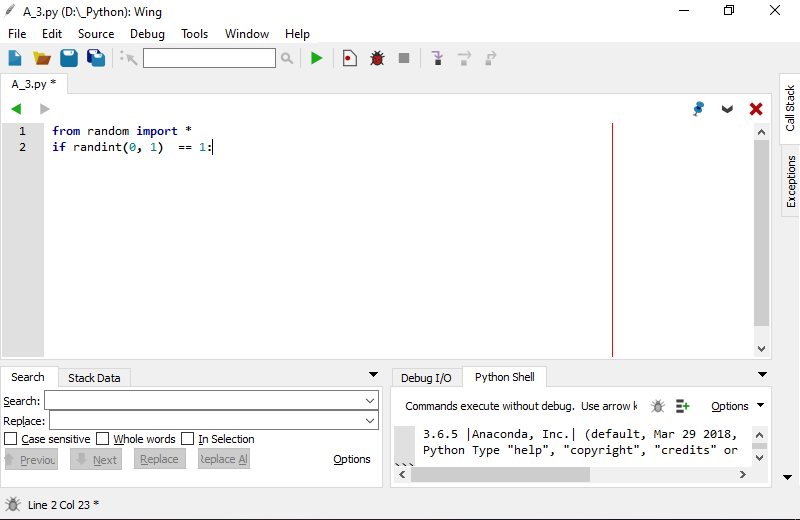 A_3.py (D:\_Python): Wing
File Edit Source Debug Tools Window Help
A_3.py *
1 from random import *
2 if randint(0, 1)  == 1:
Call Stack
Exceptions
Search Stack Data
Search:
Replace:
Case sensitive Whole words In Selection
Previou Next Replace Replace Al Options
Debug I/O Python Shell
Commands execute without debug. Use arrow k Options
3.6.5 |Anaconda, Inc.| (default, Mar 29 2018,
Python Type "help", "copyright", "credits" or
Line 2 Col 23 *